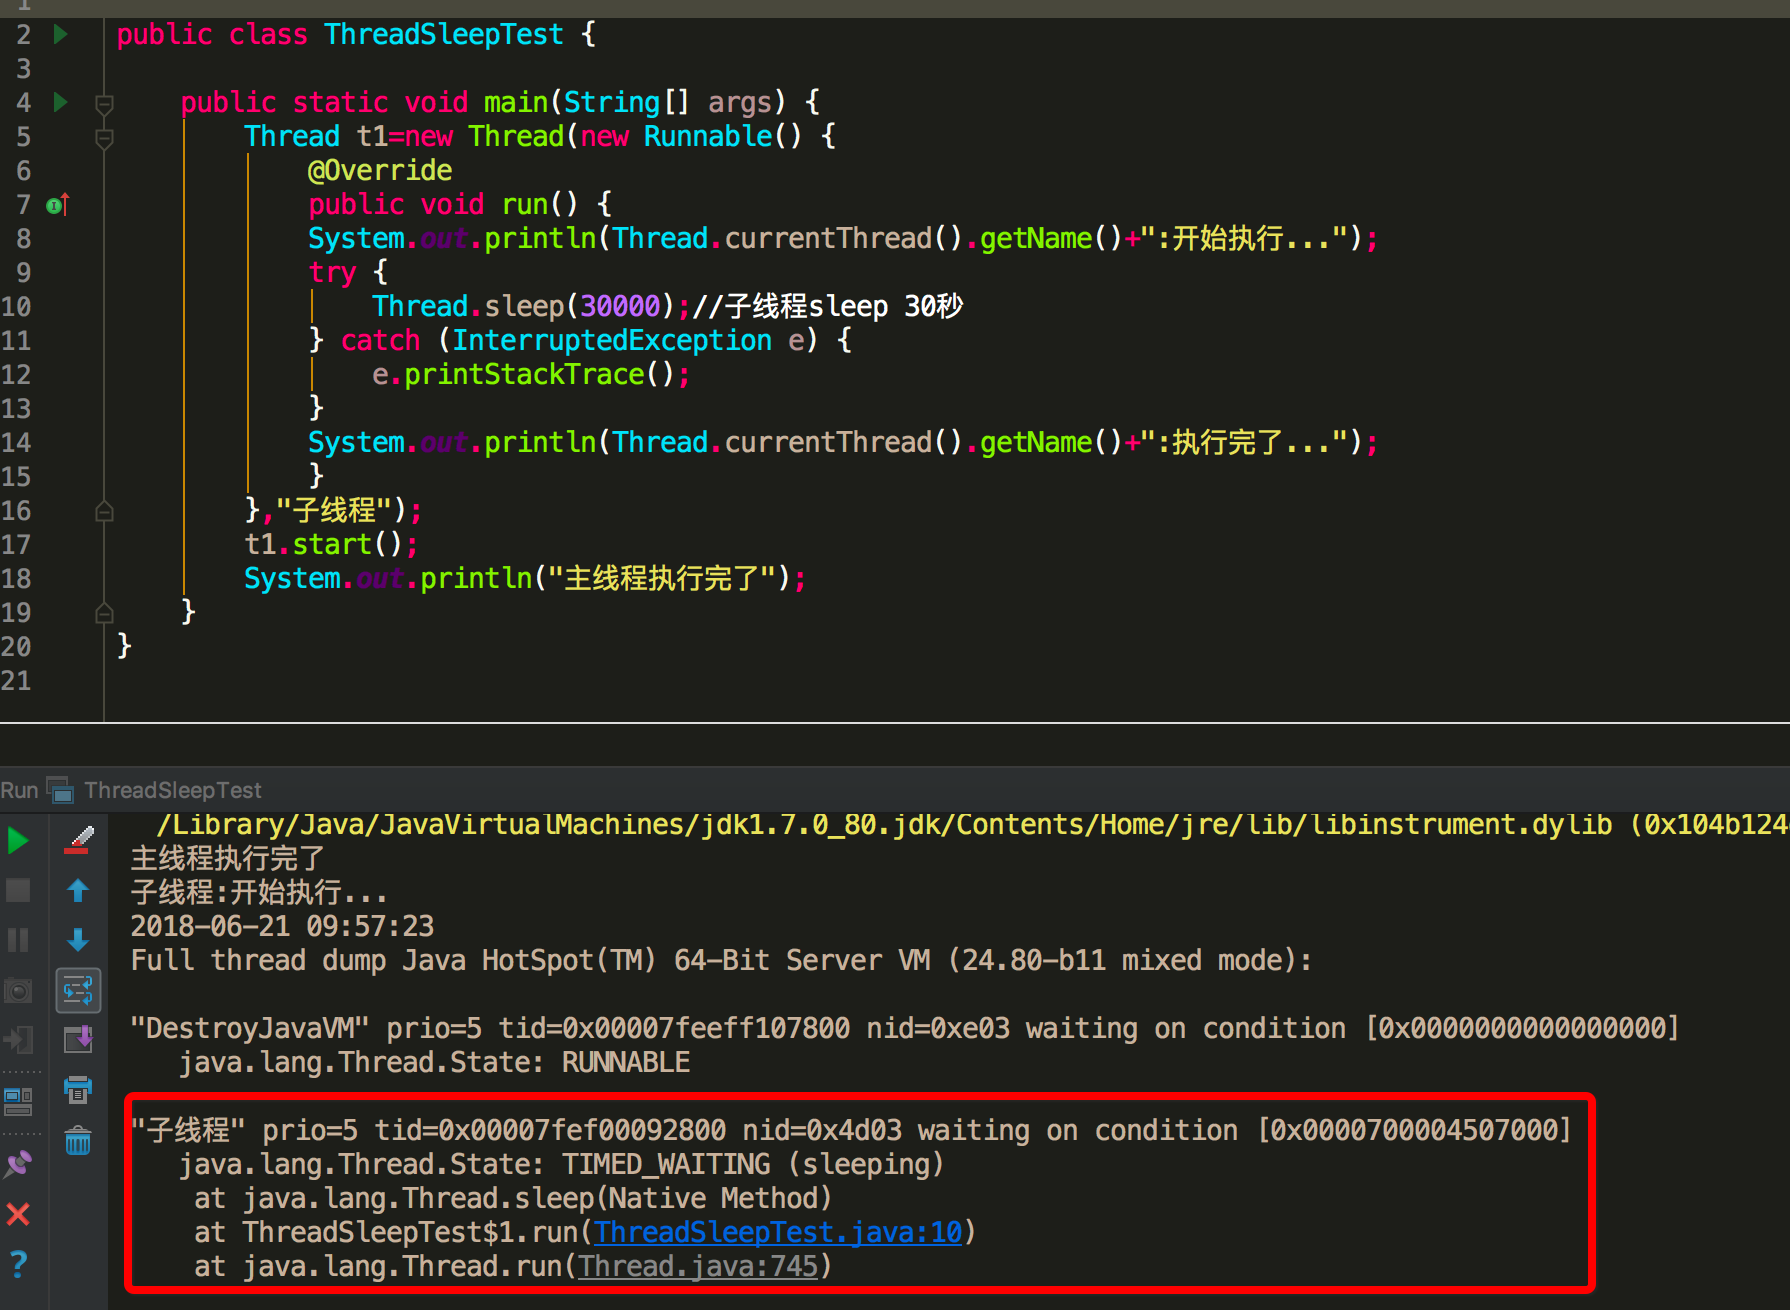 1
2 public class ThreadSleepTest {
3
4 public static void main(String[] args) {
5 Thread t1=new Thread(new Runnable() {
6 @Override
7 public void run() {
8 System.out.println(Thread.currentThread().getName()+":开始执行...");
9 try {
10 Thread.sleep(30000);//子线程sleep 30秒
11 } catch (InterruptedException e) {
12 e.printStackTrace();
13 }
14 System.out.println(Thread.currentThread().getName()+":执行完了...");
15 }
16 },"子线程");
17 t1.start();
18 System.out.println("主线程执行完了");
19 }
20 }
21
Run ThreadSleepTest
/Library/Java/JavaVirtualMachines/jdk1.7.0_80.jdk/Contents/Home/jre/lib/libinstrument.dylib (0x104b124
主线程执行完了
子线程:开始执行...
2018-06-21 09:57:23
Full thread dump Java HotSpot(TM) 64-Bit Server VM (24.80-b11 mixed mode):
"DestroyJavaVM" prio=5 tid=0x00007feeff107800 nid=0xe03 waiting on condition [0x0000000000000000]
java.lang.Thread.State: RUNNABLE
"子线程" prio=5 tid=0x00007fef00092800 nid=0x4d03 waiting on condition [0x0000700004507000]
java.lang.Thread.State: TIMED_WAITING (sleeping)
at java.lang.Thread.sleep(Native Method)
at ThreadSleepTest$1.run(ThreadSleepTest.java:10)
at java.lang.Thread.run(Thread.java:745)